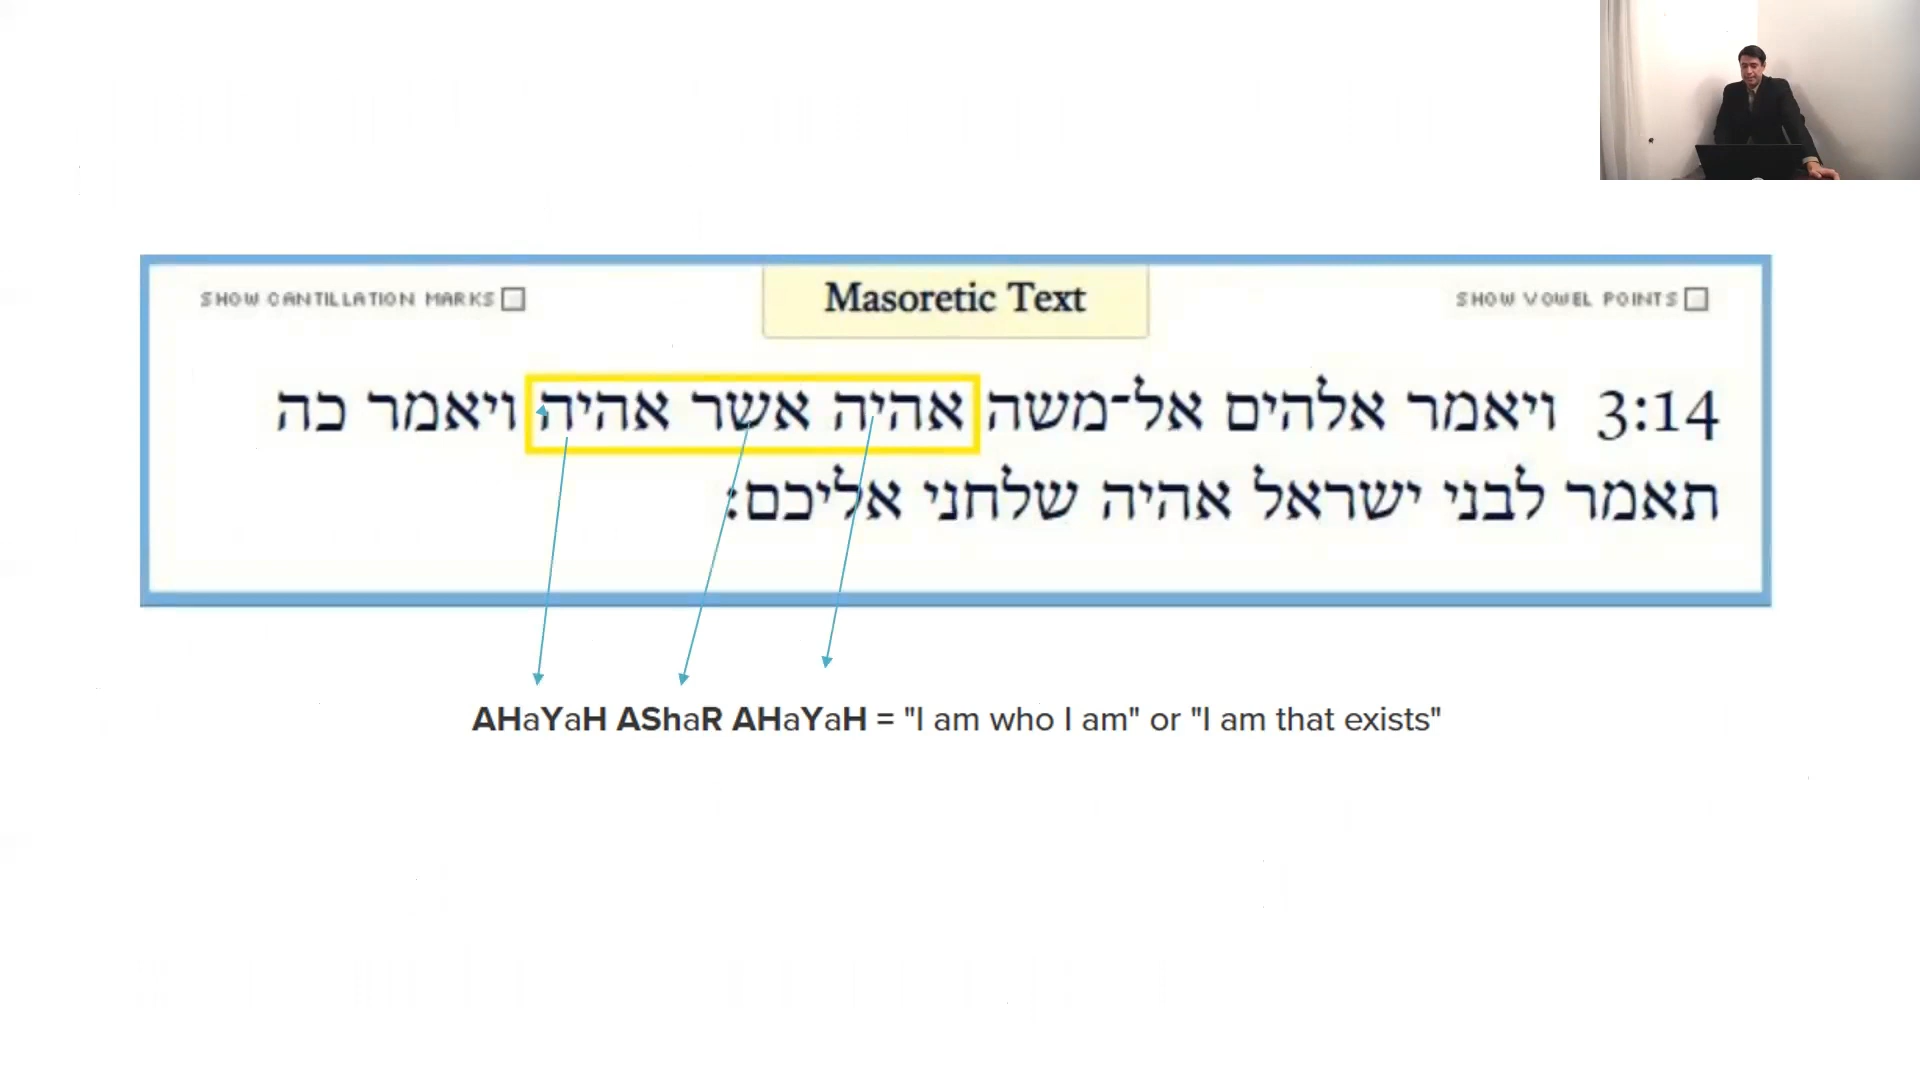 SHOW CANTILLATION MARKS
Masoretic Text
SHOW VOWEL POINTS
3:14 ויאמר אלהים אל־משה אהיה אשר אהיה ויאמר כה
תאמר לבני ישראל אהיה שלחני אליכם:
AHaYaH AShaR AHaYaH = "I am who I am" or "I am that exists"